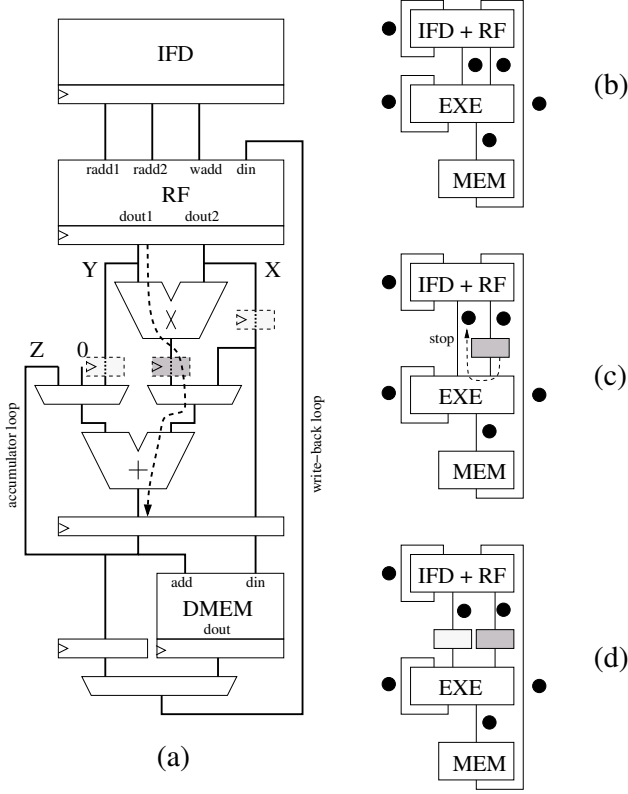 IFD
radd1 radd2 wadd din
RF
dout1 dout2
Y X
Z 0
accumulator loop
write-back loop
add din
DMEM
dout
(a)
IFD + RF
EXE
MEM
(b)
IFD + RF
stop
EXE
MEM
(c)
IFD + RF
EXE
MEM
(d)